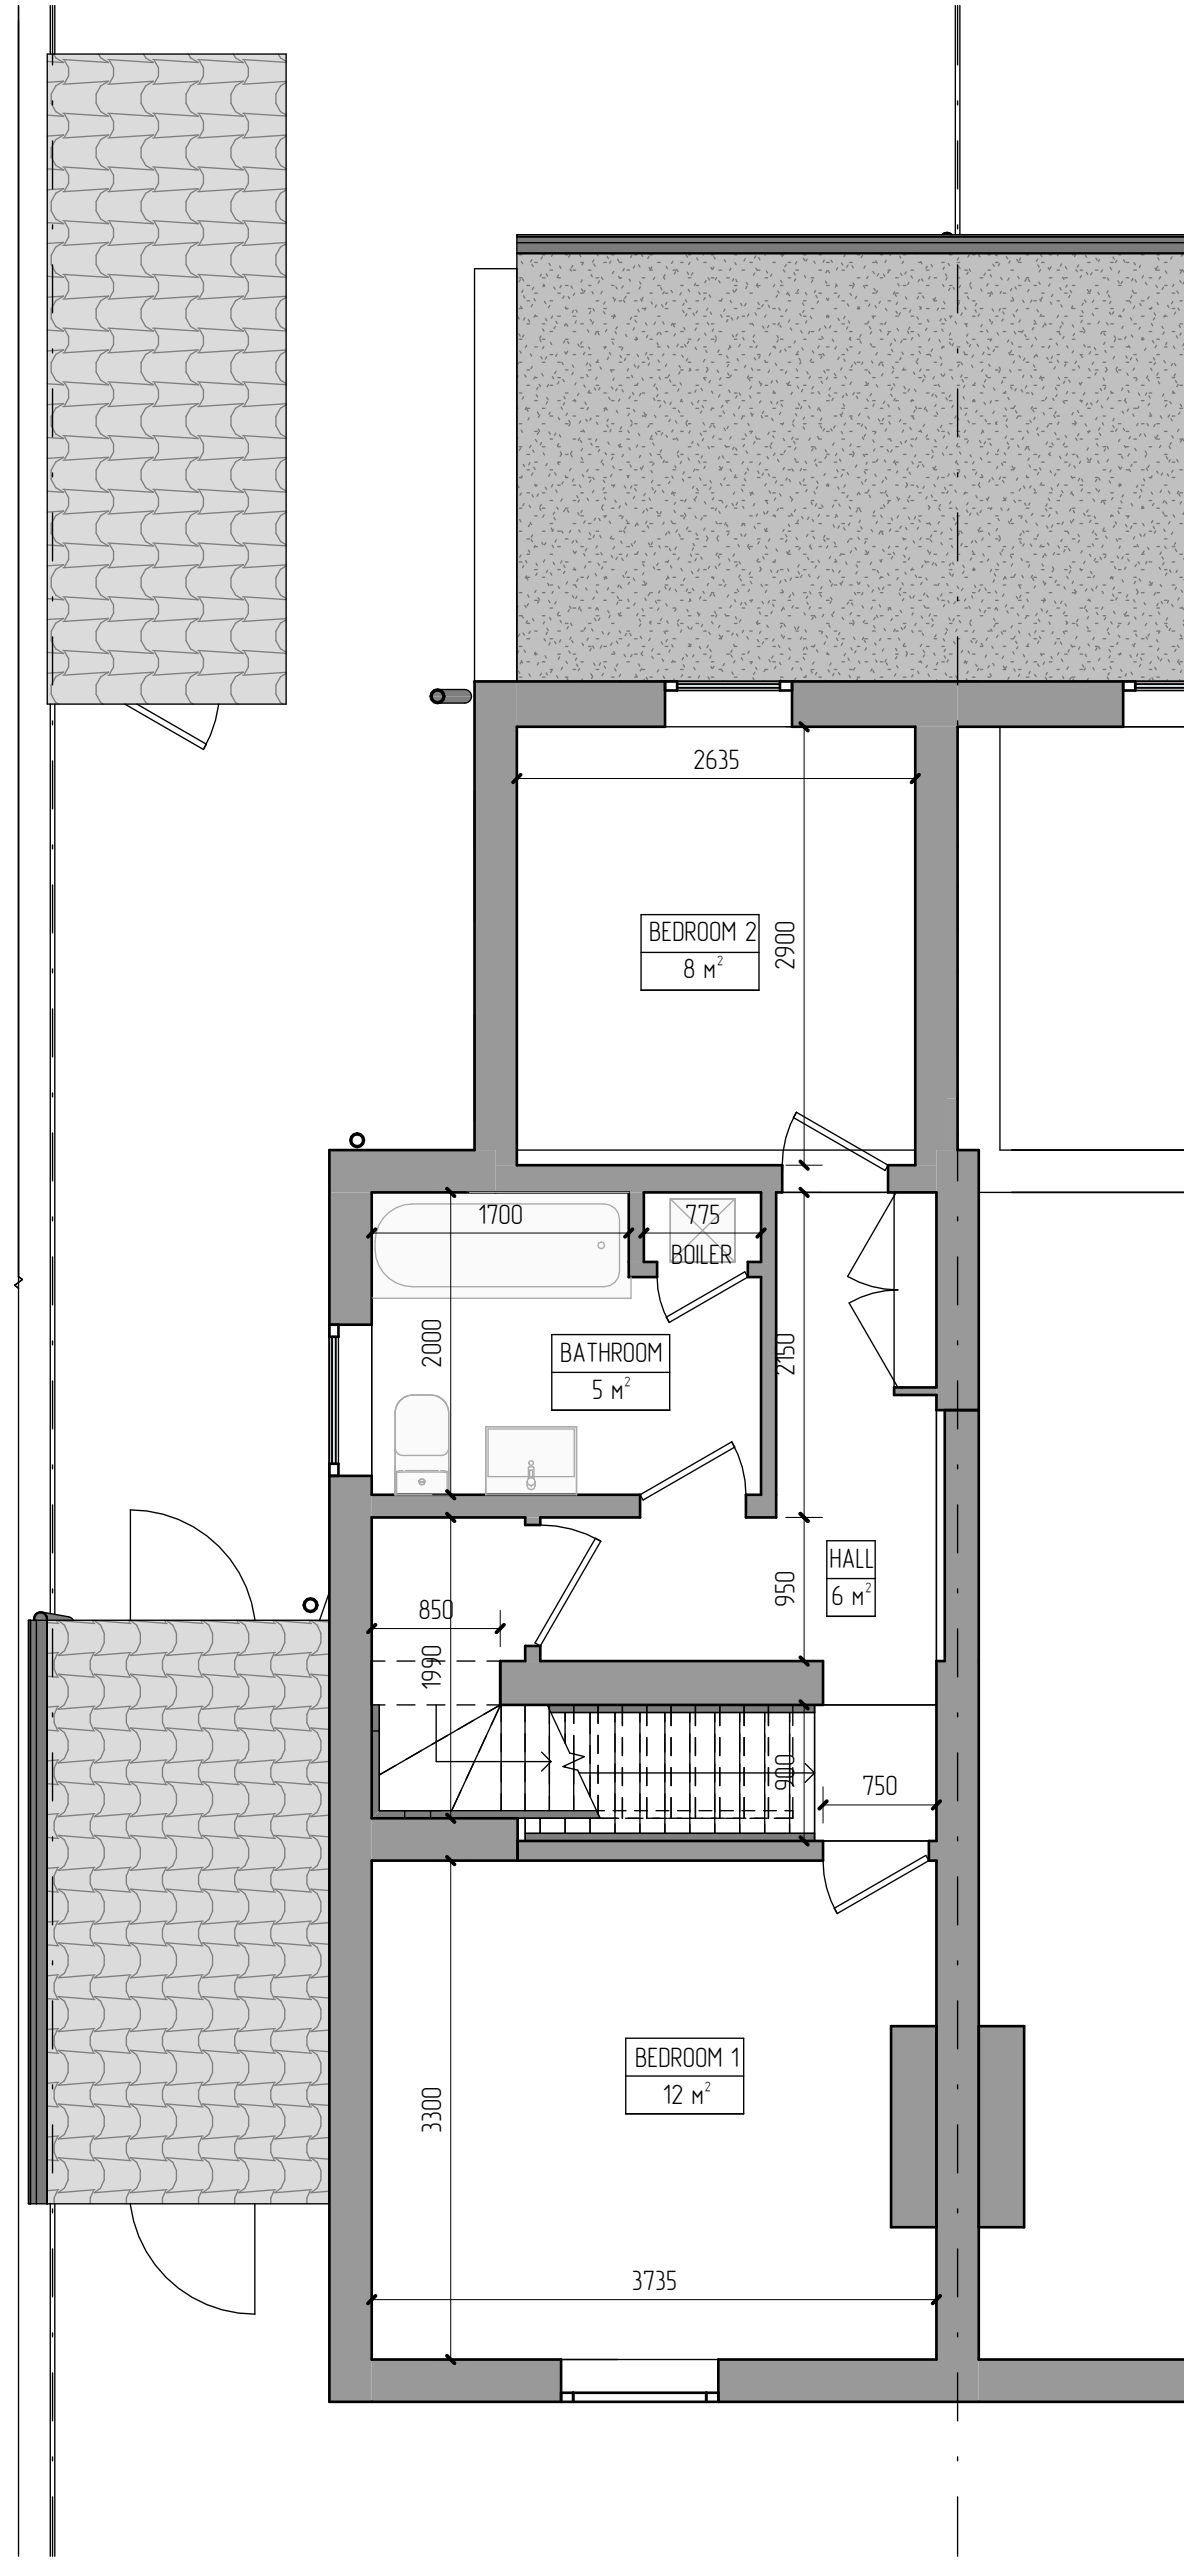 2635
BEDROOM 2
8 м²
2900
1700
775
BOILER
2000
BATHROOM
5 м²
2150
HALL
6 м²
950
850
1990
900
750
BEDROOM 1
12 м²
3300
3735